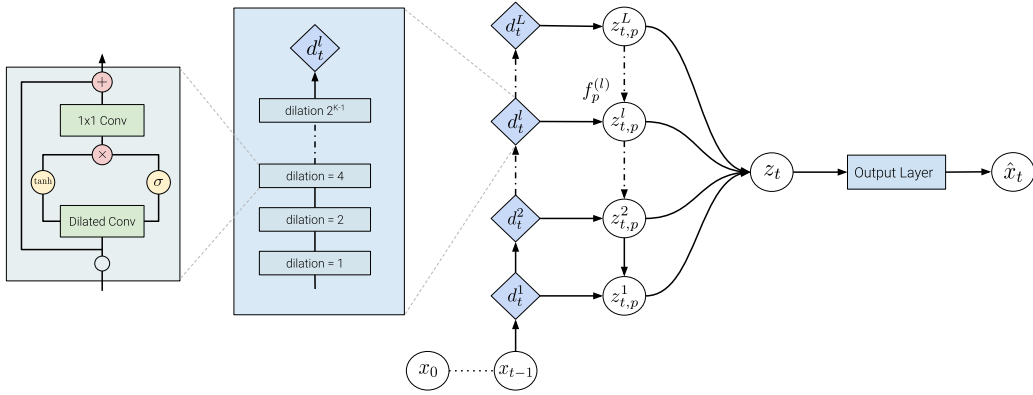 +
1x1 Conv
×
tanh
σ
Dilated Conv
d_t^l
dilation 2^{K-1}
dilation = 4
dilation = 2
dilation = 1
d_t^L
z_{t,p}^L
f_p^{(l)}
d_t^l
z_{t,p}^l
d_t^2
z_{t,p}^2
d_t^1
z_{t,p}^1
x_0
x_{t-1}
z_t
Output Layer
x̂_t